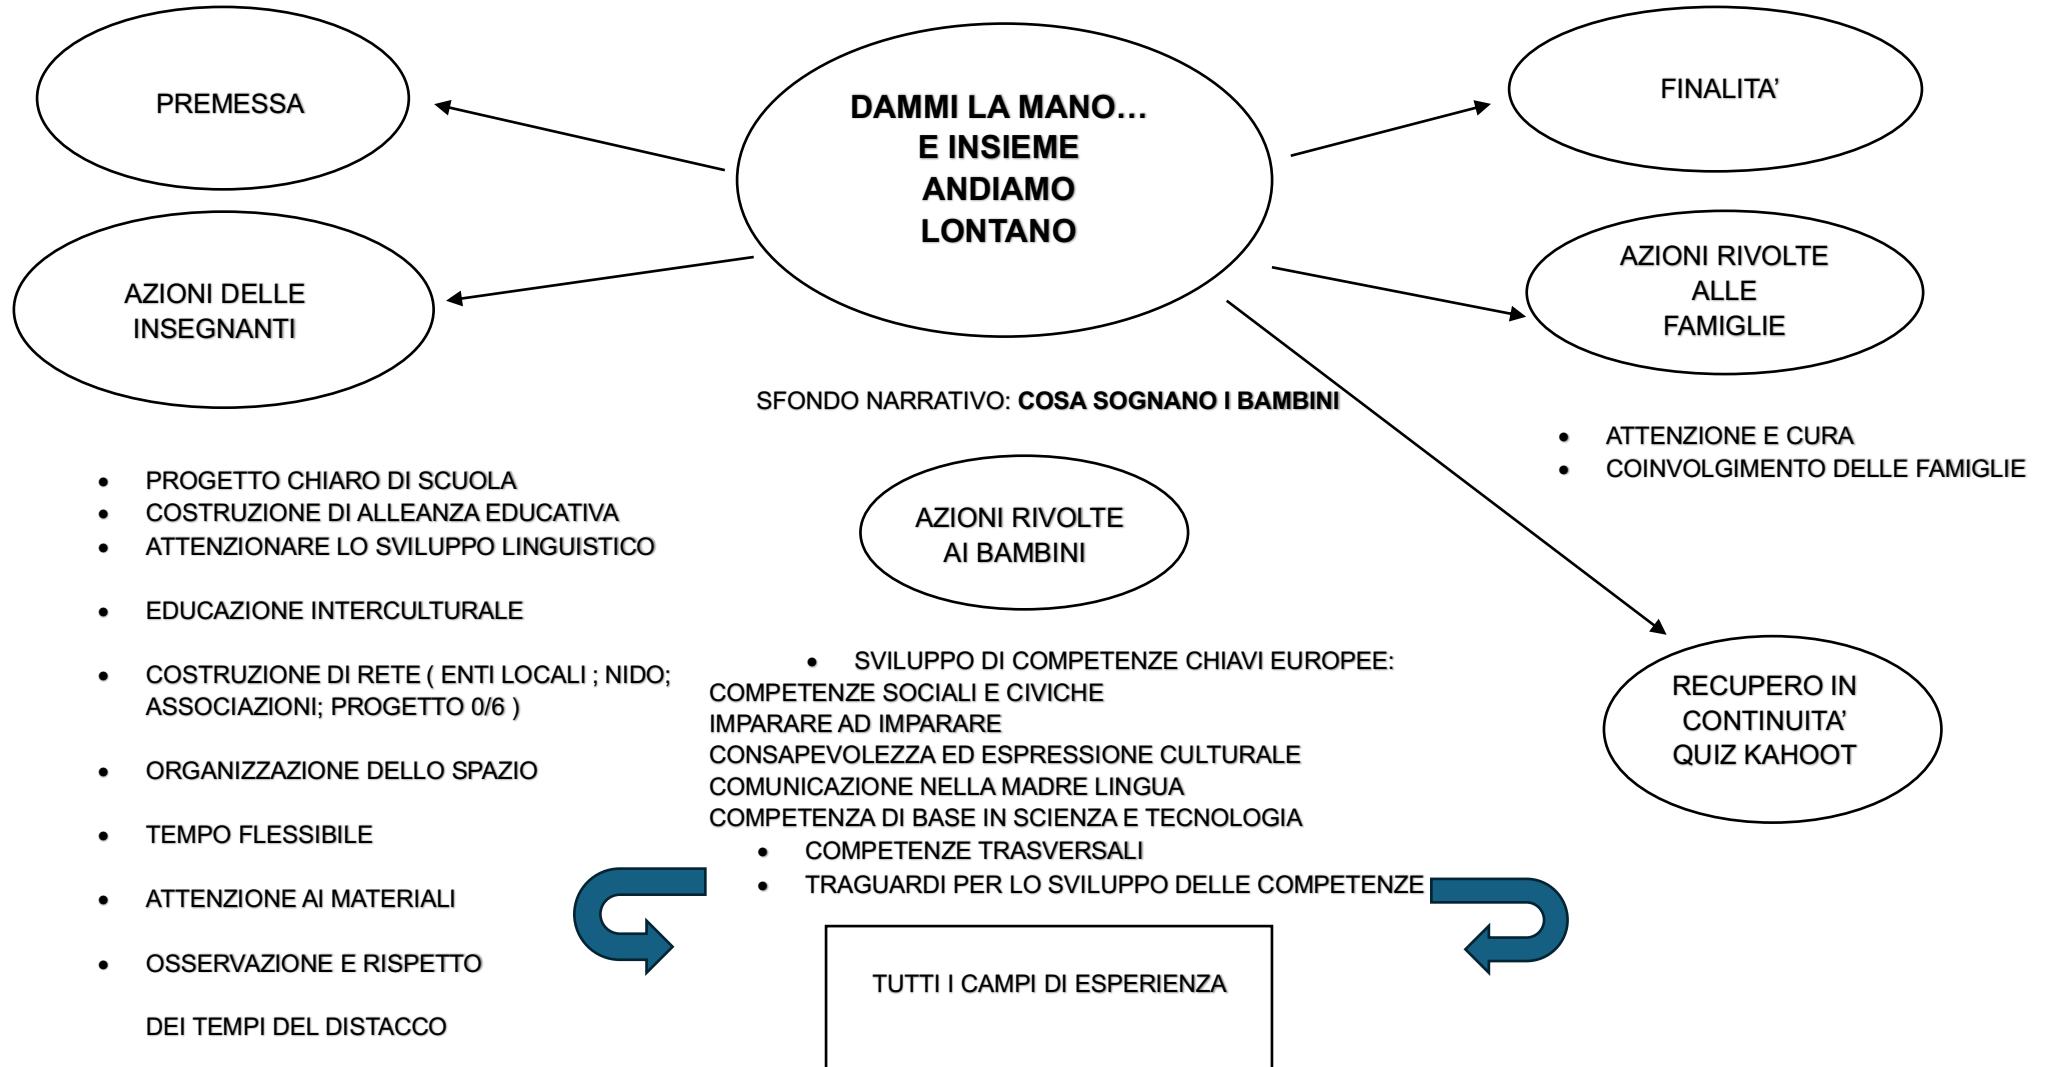 PREMESSA
DAMMI LA MANO…
E INSIEME
ANDIAMO
LONTANO
FINALITA’
AZIONI DELLE
INSEGNANTI
AZIONI RIVOLTE
ALLE
FAMIGLIE
SFONDO NARRATIVO: COSA SOGNANO I BAMBINI
• ATTENZIONE E CURA
• COINVOLGIMENTO DELLE FAMIGLIE
• PROGETTO CHIARO DI SCUOLA
• COSTRUZIONE DI ALLEANZA EDUCATIVA
• ATTENZIONARE LO SVILUPPO LINGUISTICO
• EDUCAZIONE INTERCULTURALE
• COSTRUZIONE DI RETE ( ENTI LOCALI ; NIDO;
ASSOCIAZIONI; PROGETTO 0/6 )
• ORGANIZZAZIONE DELLO SPAZIO
• TEMPO FLESSIBILE
• ATTENZIONE AI MATERIALI
• OSSERVAZIONE E RISPETTO
DEI TEMPI DEL DISTACCO
AZIONI RIVOLTE
AI BAMBINI
• SVILUPPO DI COMPETENZE CHIAVI EUROPEE:
COMPETENZE SOCIALI E CIVICHE
IMPARARE AD IMPARARE
CONSAPEVOLEZZA ED ESPRESSIONE CULTURALE
COMUNICAZIONE NELLA MADRE LINGUA
COMPETENZA DI BASE IN SCIENZA E TECNOLOGIA
• COMPETENZE TRASVERSALI
• TRAGUARDI PER LO SVILUPPO DELLE COMPETENZE
TUTTI I CAMPI DI ESPERIENZA
RECUPERO IN
CONTINUITA’
QUIZ KAHOOT